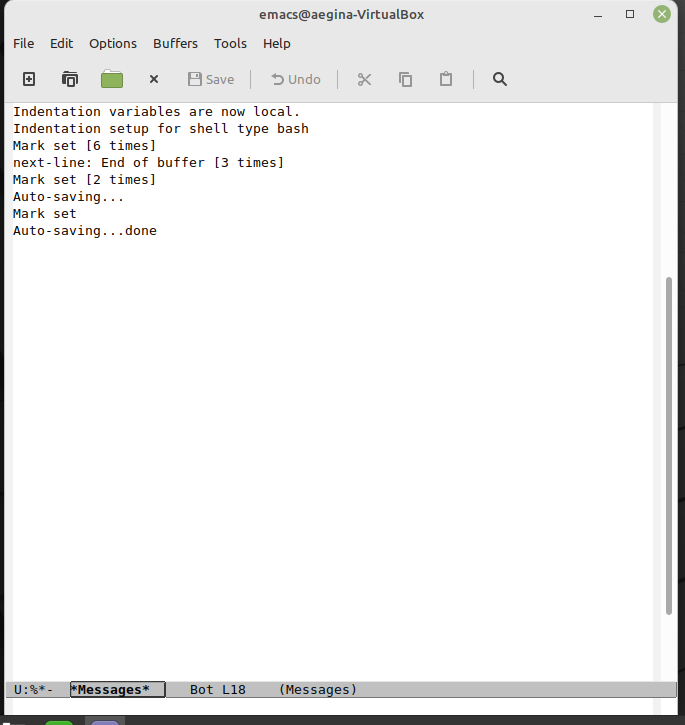 emacs@aegina-VirtualBox
File Edit Options Buffers Tools Help
Save Undo
Indentation variables are now local.
Indentation setup for shell type bash
Mark set [6 times]
next-line: End of buffer [3 times]
Mark set [2 times]
Auto-saving...
Mark set
Auto-saving...done
U:%*- *Messages* Bot L18 (Messages)